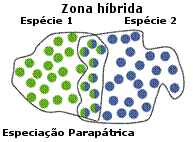 Zona híbrida
Espécie 1 Espécie 2
Especiação Parapátrica